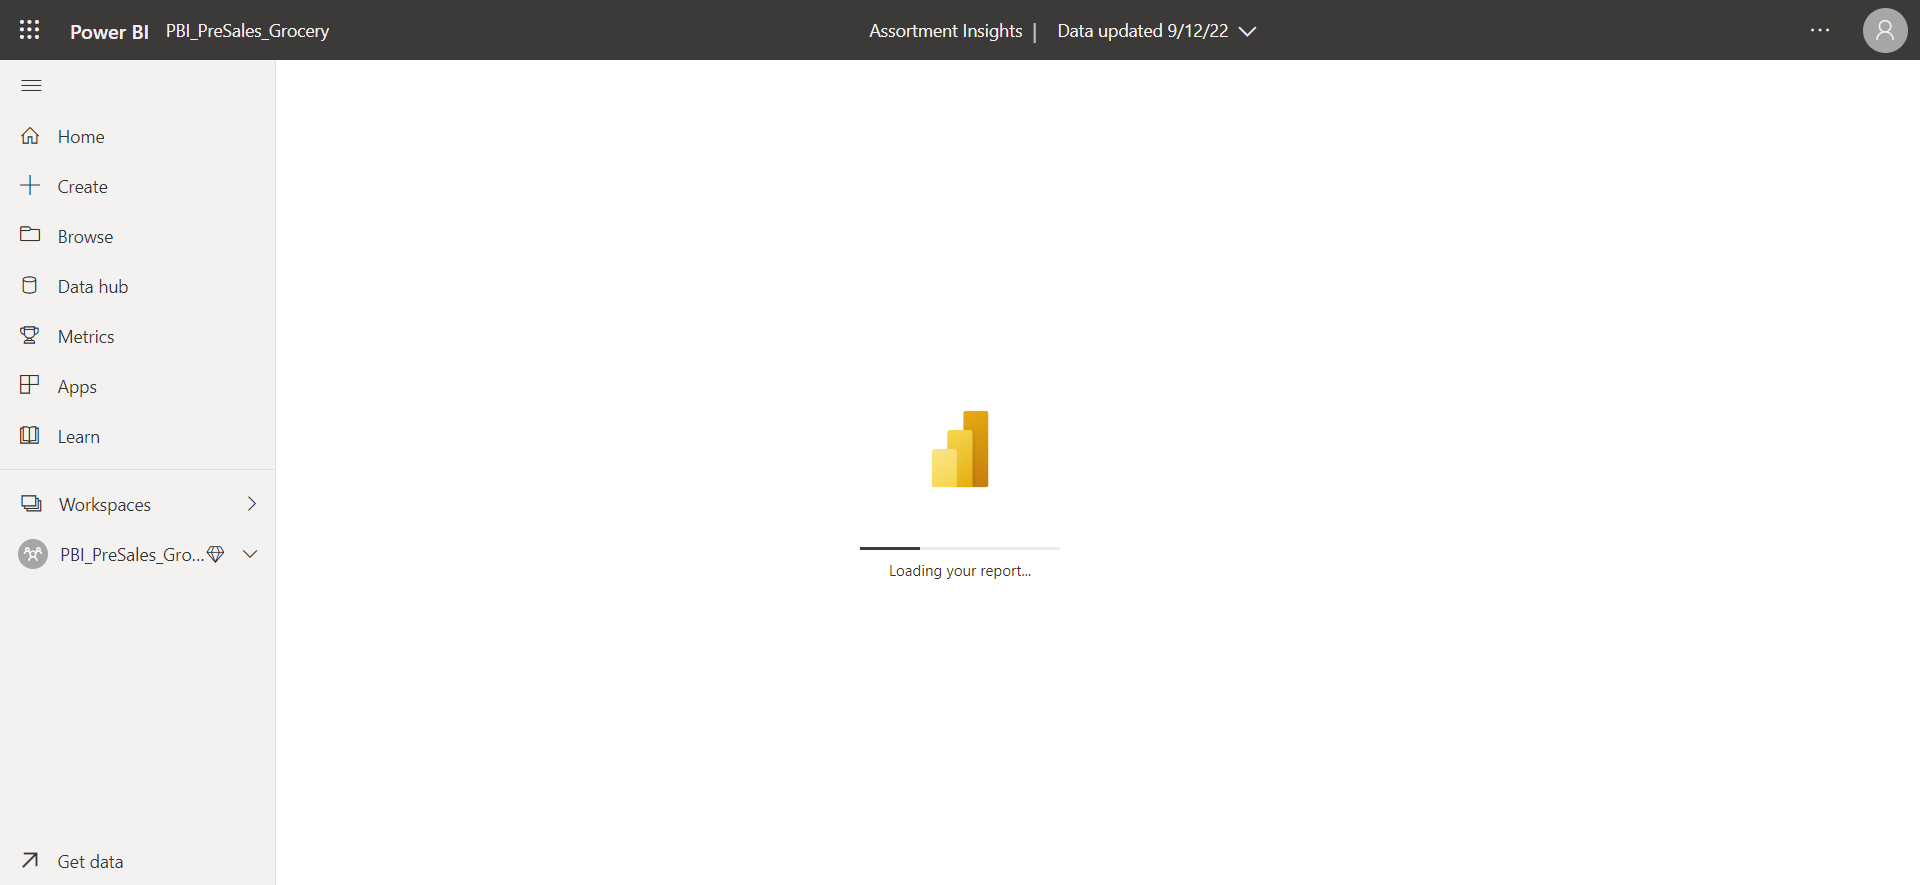 Power BI PBI_PreSales_Grocery Assortment Insights | Data updated 9/12/22
Home
Create
Browse
Data hub
Metrics
Apps
Learn
Workspaces
PBI_PreSales_Gro...
Get data
Loading your report...